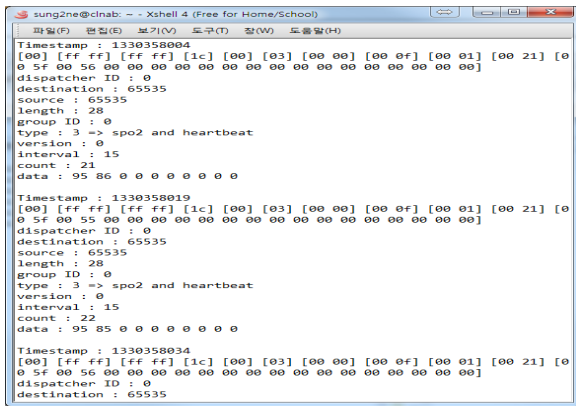 sung2ne@clnab: ~ - Xshell 4 (Free for Home/School)
파일(F) 편집(E) 보기(V) 도구(T) 창(W) 도움말(H)
Timestamp : 1330358004
[00] [ff ff] [ff ff] [1c] [00] [03] [00 00] [00 0f] [00 01] [00 21] [0
0 5f 00 56 00 00 00 00 00 00 00 00 00 00 00 00 00 00 00]
dispatcher ID : 0
destination : 65535
source : 65535
length : 28
group ID : 0
type : 3 => spo2 and heartbeat
version : 0
interval : 15
count : 21
data : 95 86 0 0 0 0 0 0 0 0
Timestamp : 1330358019
[00] [ff ff] [ff ff] [1c] [00] [03] [00 00] [00 0f] [00 01] [00 21] [0
0 5f 00 55 00 00 00 00 00 00 00 00 00 00 00 00 00 00 00]
dispatcher ID : 0
destination : 65535
source : 65535
length : 28
group ID : 0
type : 3 => spo2 and heartbeat
version : 0
interval : 15
count : 22
data : 95 85 0 0 0 0 0 0 0 0
Timestamp : 1330358034
[00] [ff ff] [ff ff] [1c] [00] [03] [00 00] [00 0f] [00 01] [00 21] [0
0 5f 00 56 00 00 00 00 00 00 00 00 00 00 00 00 00 00 00]
dispatcher ID : 0
destination : 65535